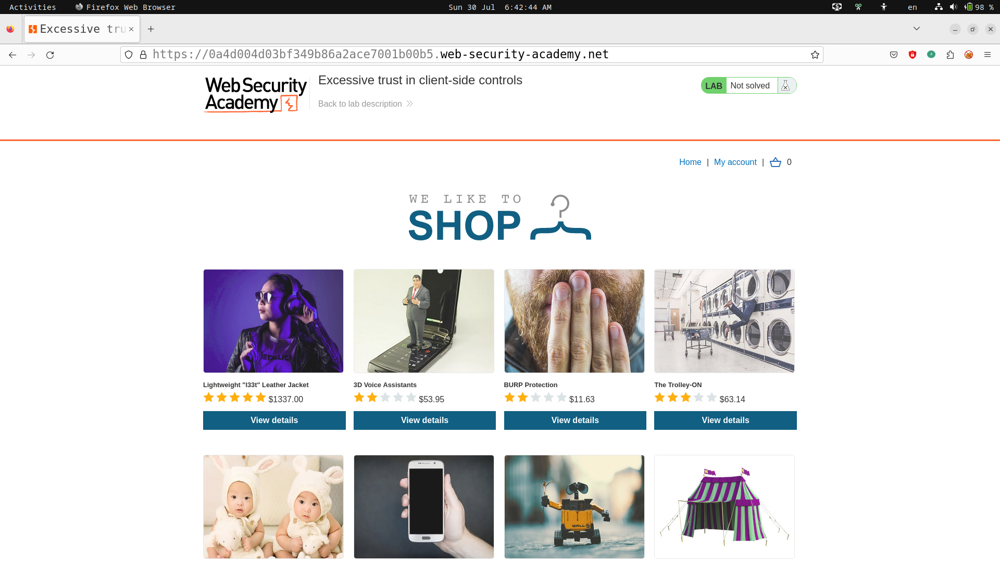 Activities Firefox Web Browser Sun 30 Jul 6:42:44 AM en 98 %
Excessive tru
https://0a4d004d03bf349b86a2ace7001b00b5.web-security-academy.net
Web Security
Academy
Excessive trust in client-side controls
Back to lab description
LAB Not solved
Home | My account | 0
WE LIKE TO
SHOP
METALLICA
MOTOROLA
Lightweight "l33t" Leather Jacket
$1337.00
View details
3D Voice Assistants
$53.95
View details
BURP Protection
$11.63
View details
The Trolley-ON
$63.14
View details
WALL-E